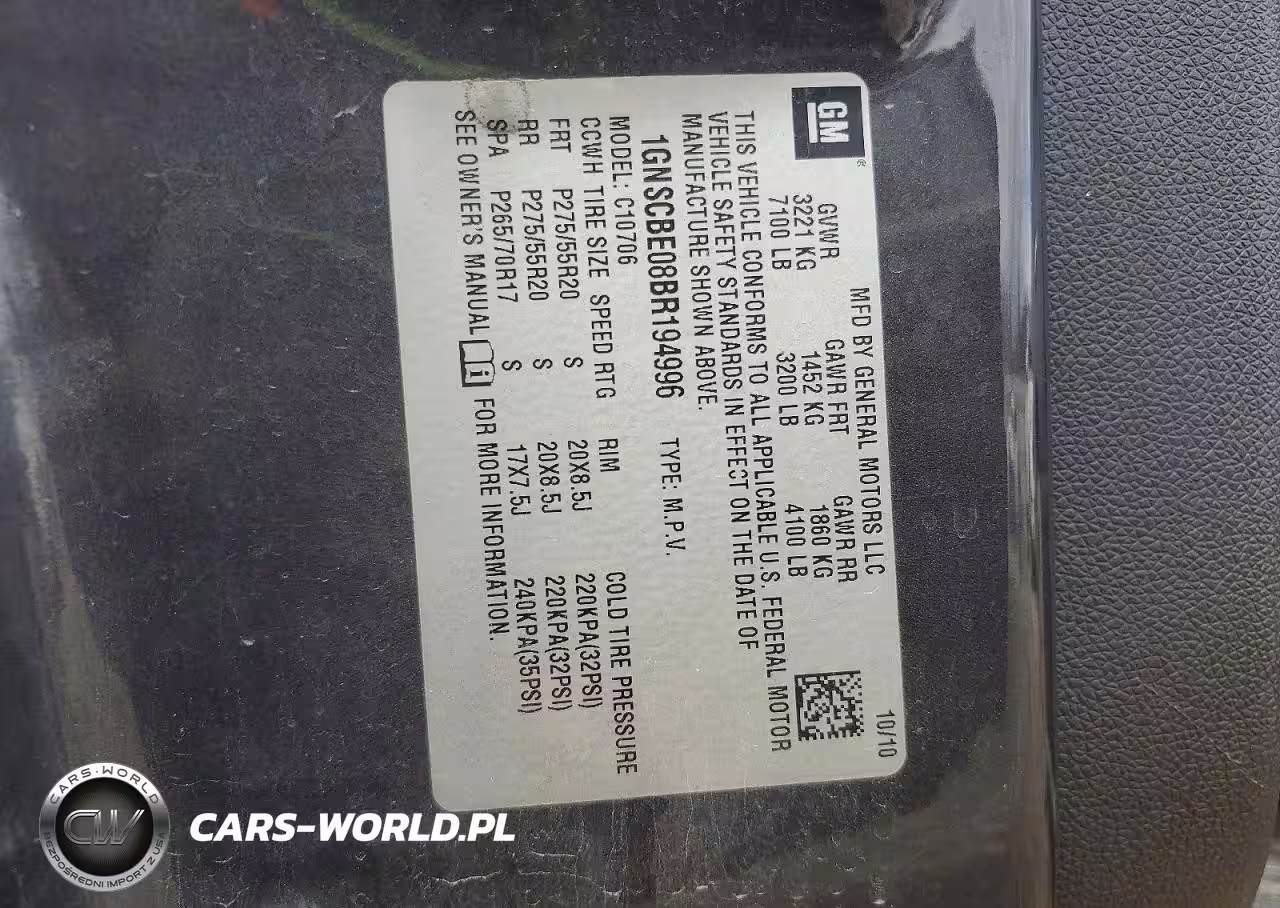 GM
MFD BY GENERAL MOTORS LLC 10/10
GVWR GAWR FRT GAWR RR
3221 KG 1452 KG 1860 KG
7100 LB 3200 LB 4100 LB
THIS VEHICLE CONFORMS TO ALL APPLICABLE U.S. FEDERAL MOTOR
VEHICLE SAFETY STANDARDS IN EFFECT ON THE DATE OF
MANUFACTURE SHOWN ABOVE.
1GNSCBE08BR194996 TYPE: M.P.V.
MODEL: C10706
CCWH TIRE SIZE SPEED RTG RIM COLD TIRE PRESSURE
FRT P275/55R20 S 20X8.5J 220KPA(32PSI)
RR P275/55R20 S 20X8.5J 220KPA(32PSI)
SPA P265/70R17 S 17X7.5J 240KPA(35PSI)
SEE OWNER'S MANUAL FOR MORE INFORMATION.
CARS-WORLD
CW
BEZPOŚREDNI IMPORT Z USA
CARS-WORLD.PL